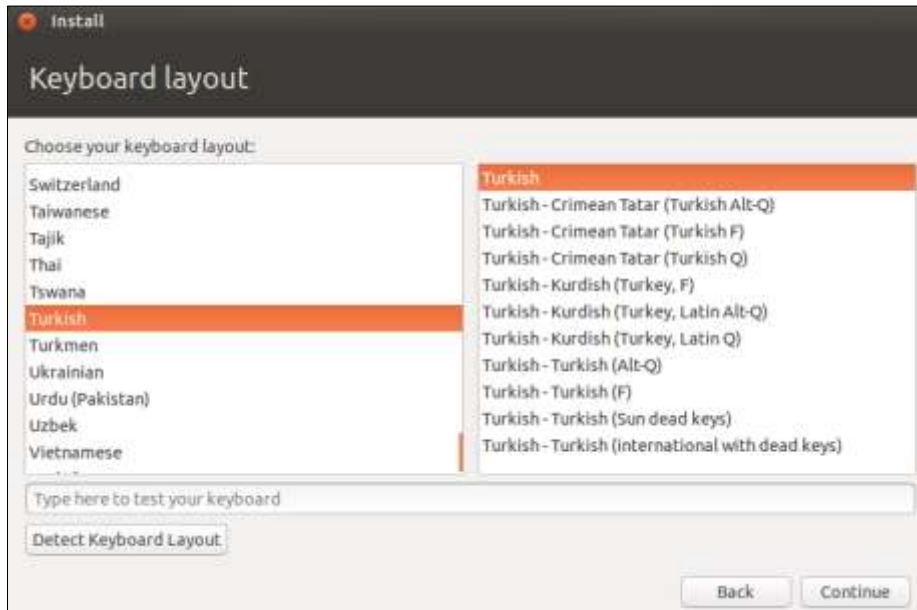 Install
Keyboard layout
Choose your keyboard layout:
Switzerland
Taiwanese
Tajik
Thai
Tswana
Turkish
Turkmen
Ukrainian
Urdu (Pakistan)
Uzbek
Vietnamese
Turkish
Turkish - Crimean Tatar (Turkish Alt-Q)
Turkish - Crimean Tatar (Turkish F)
Turkish - Crimean Tatar (Turkish Q)
Turkish - Kurdish (Turkey, F)
Turkish - Kurdish (Turkey, Latin Alt-Q)
Turkish - Kurdish (Turkey, Latin Q)
Turkish - Turkish (Alt-Q)
Turkish - Turkish (F)
Turkish - Turkish (Sun dead keys)
Turkish - Turkish (international with dead keys)
Type here to test your keyboard
Detect Keyboard Layout
Back Continue